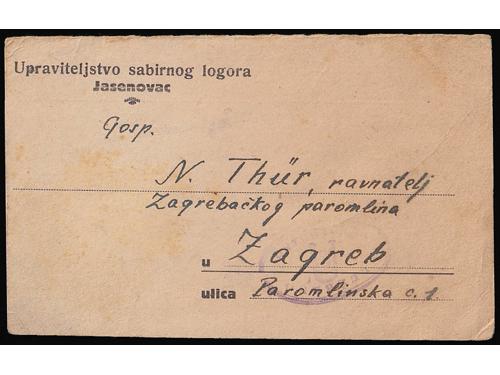 Upraviteljstvo sabirnog logora
Jasenovac
Gosp.
N. Thür, ravnatelj
Zagrebačkog paromlina
u Zagreb
ulica Paromlinska c. 1.